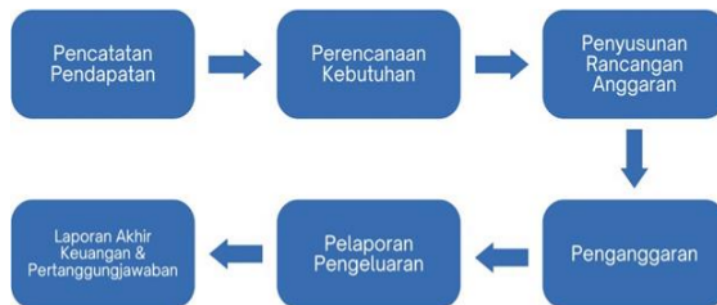 Pencatatan
Pendapatan
Perencanaan
Kebutuhan
Penyusunan
Rancangan
Anggaran
Penganggaran
Pelaporan
Pengeluaran
Laporan Akhir
Keuangan &
Pertanggungjawaban